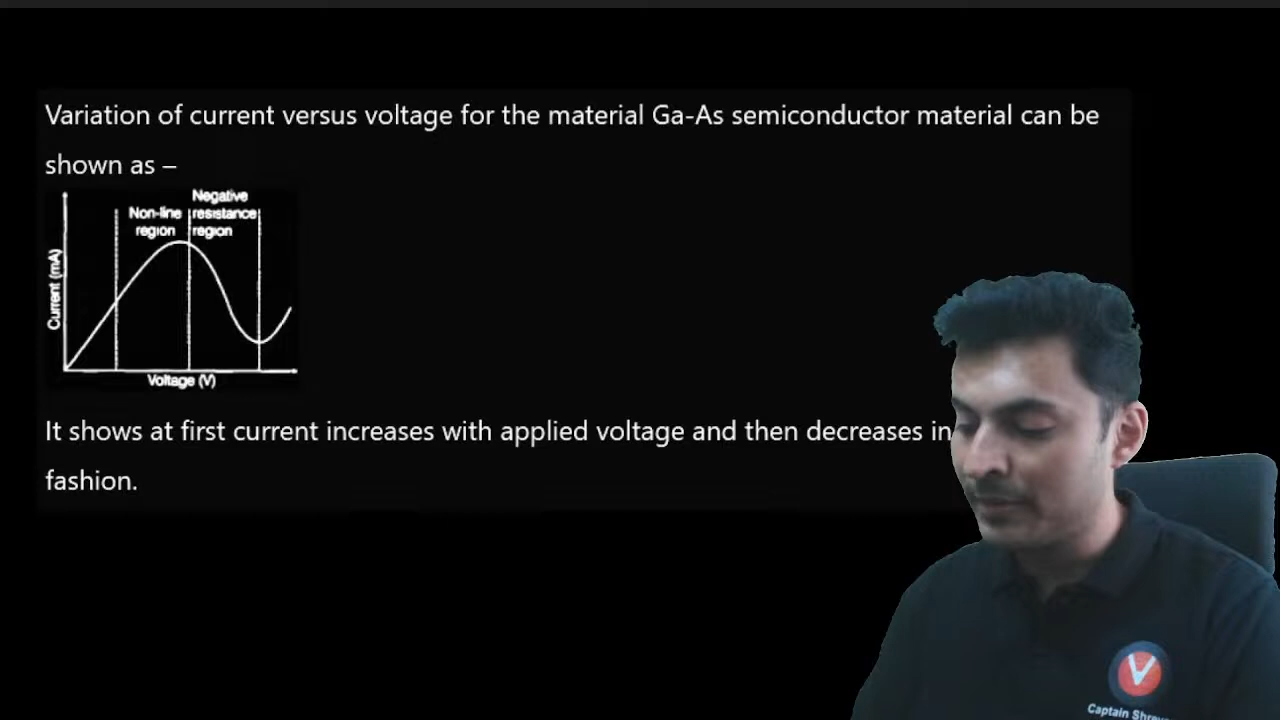 Variation of current versus voltage for the material Ga-As semiconductor material can be
shown as –
Negative
Non-line resistance
region region
Current (mA)
Voltage (V)
It shows at first current increases with applied voltage and then decreases in
fashion.
V
Captain